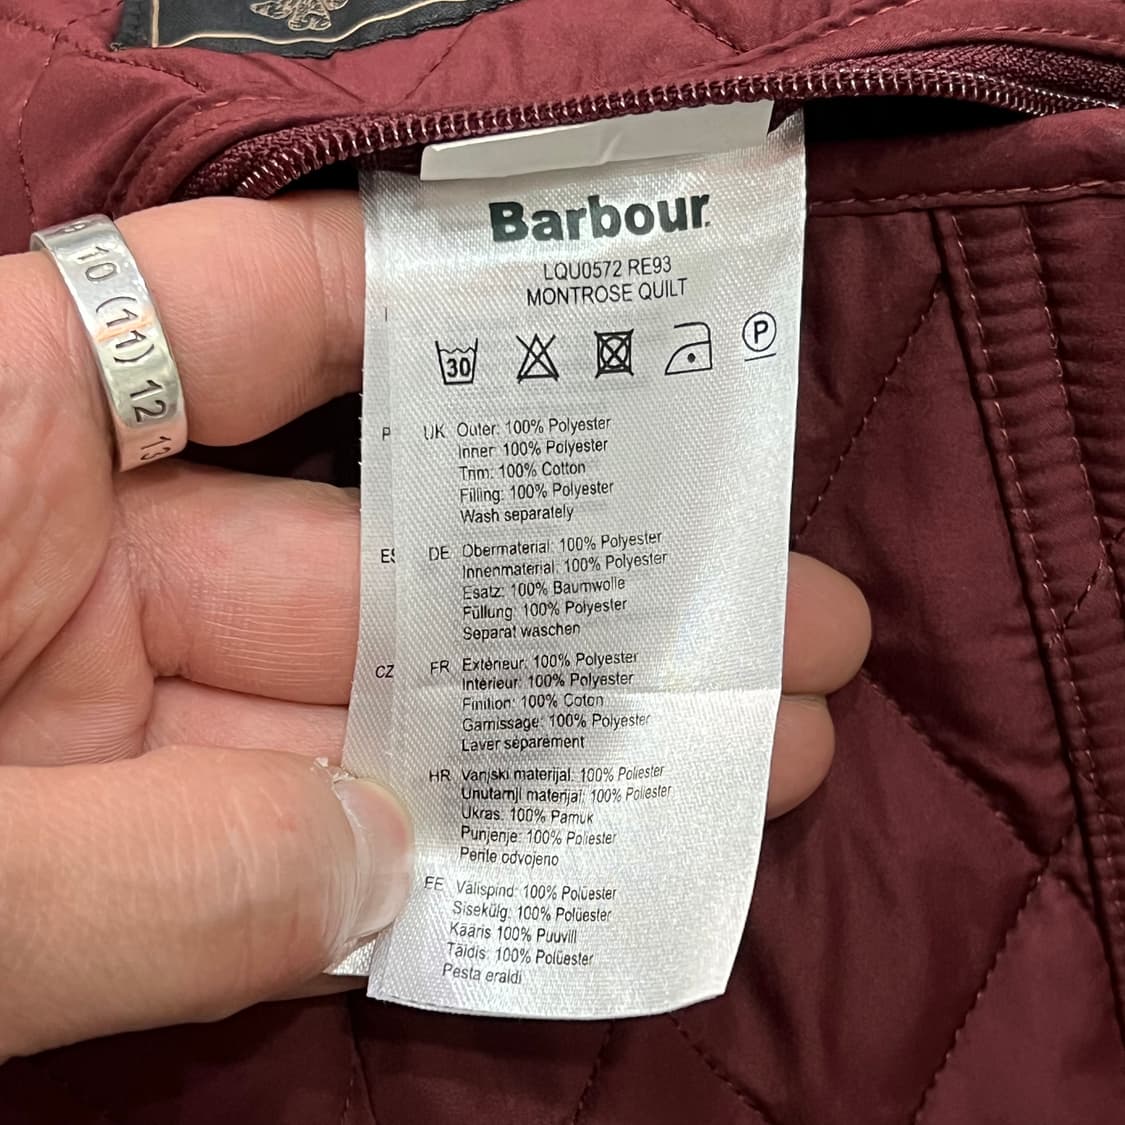 10 (11) 12 13
Barbour.
LQU0572 RE93
MONTROSE QUILT
30
P
UK Outer: 100% Polyester
Inner: 100% Polyester
Trim: 100% Cotton
Filling: 100% Polyester
Wash separately
DE Obermaterial: 100% Polyester
Innenmaterial: 100% Polyester
Esatz: 100% Baumwolle
Füllung: 100% Polyester
Separat waschen
FR Extérieur: 100% Polyester
Intérieur: 100% Polyester
Finition: 100% Coton
Garnissage: 100% Polyester
Laver séparément
HR Vanjski materijal: 100% Poliester
Unutarnji materijal: 100% Poliester
Ukras: 100% Pamuk
Punjenje: 100% Poliester
Perite odvojeno
EE Välispind: 100% Polüester
Sisekülg: 100% Polüester
Kääris 100% Puuvill
Täidis: 100% Polüester
Pesta eraldi
P
ES
CZ